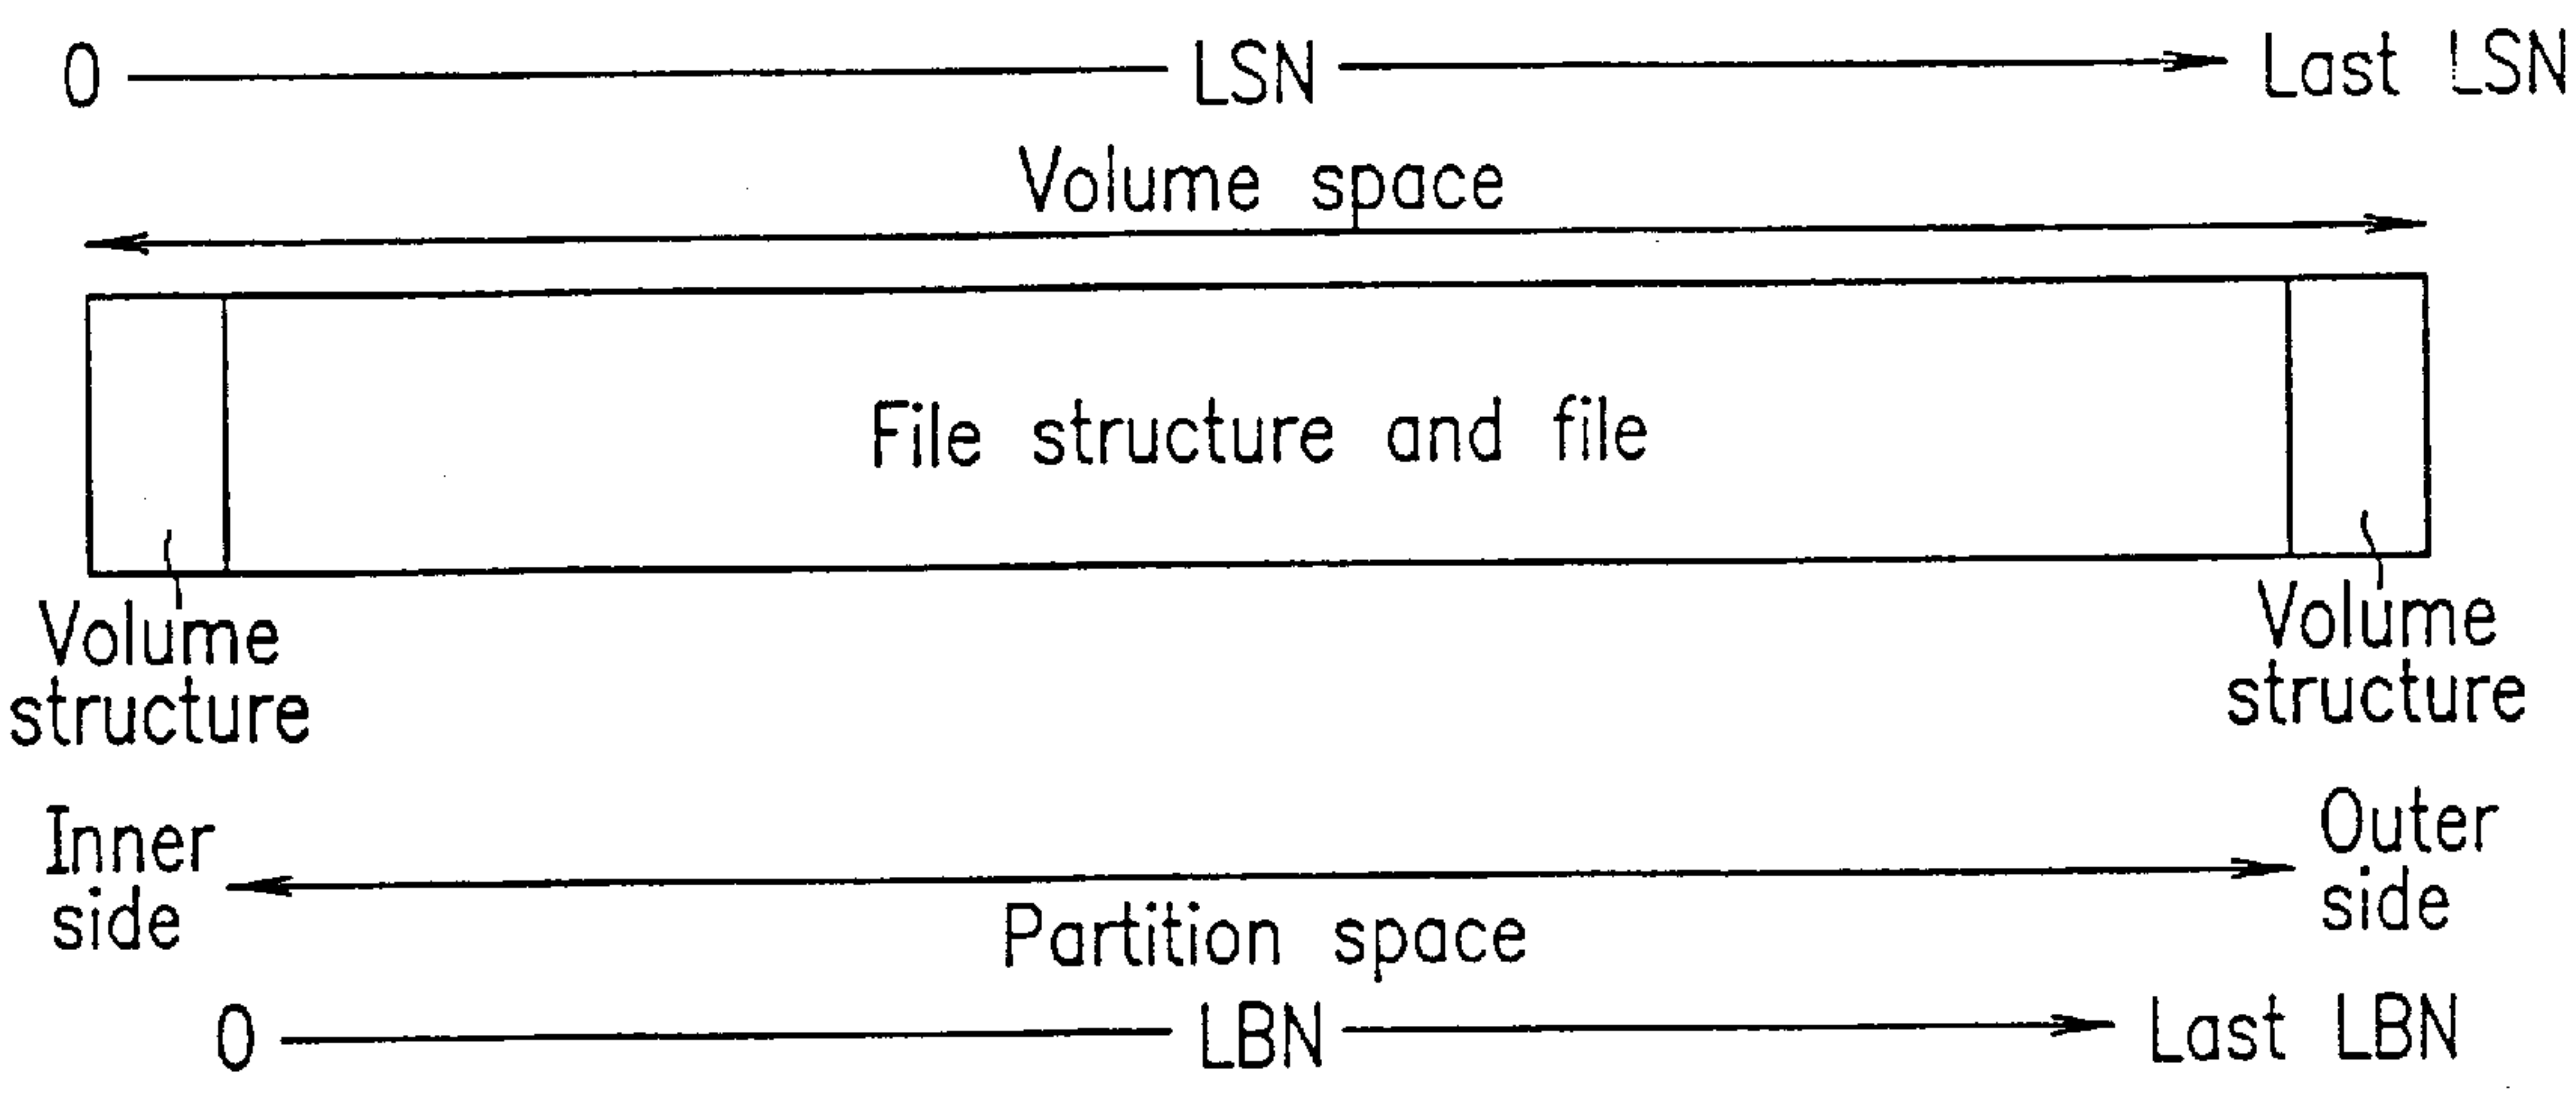 0 LSN Last LSN
Volume space
File structure and file
Volume
structure
Volume
structure
Inner
side
Outer
side
Partition space
0 LBN Last LBN